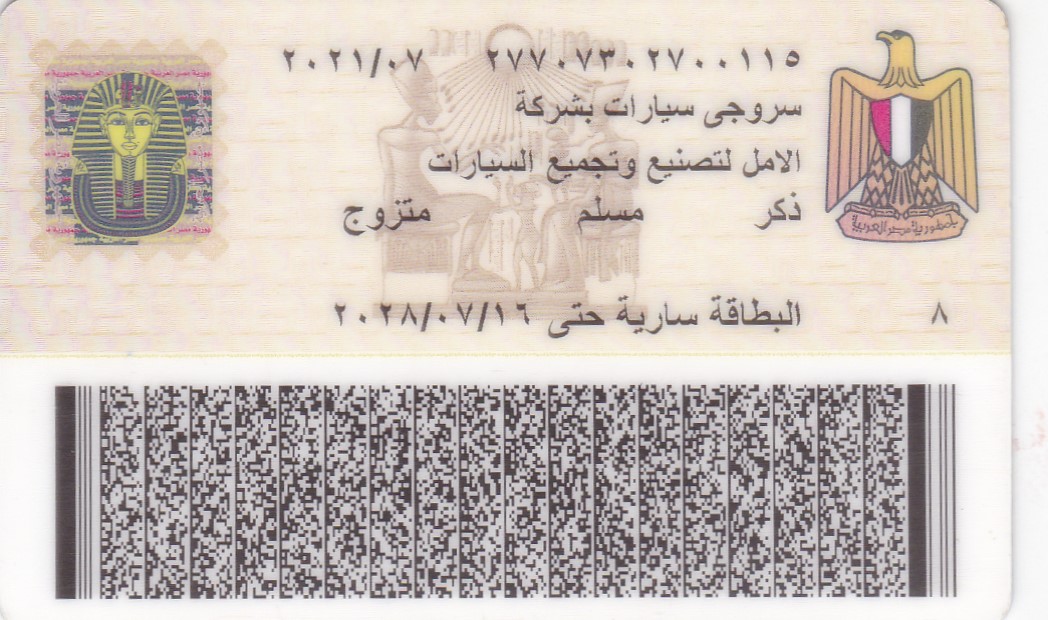 ٢٧٧٠٧٣٠٢٧٠٠١١٥ ٢٠٢١/٠٧
سروجى سيارات بشركة
الامل لتصنيع وتجميع السيارات
ذكر مسلم متزوج
البطاقة سارية حتى ٢٠٢٨/٠٧/١٦
٨
جمهورية مصر العربية